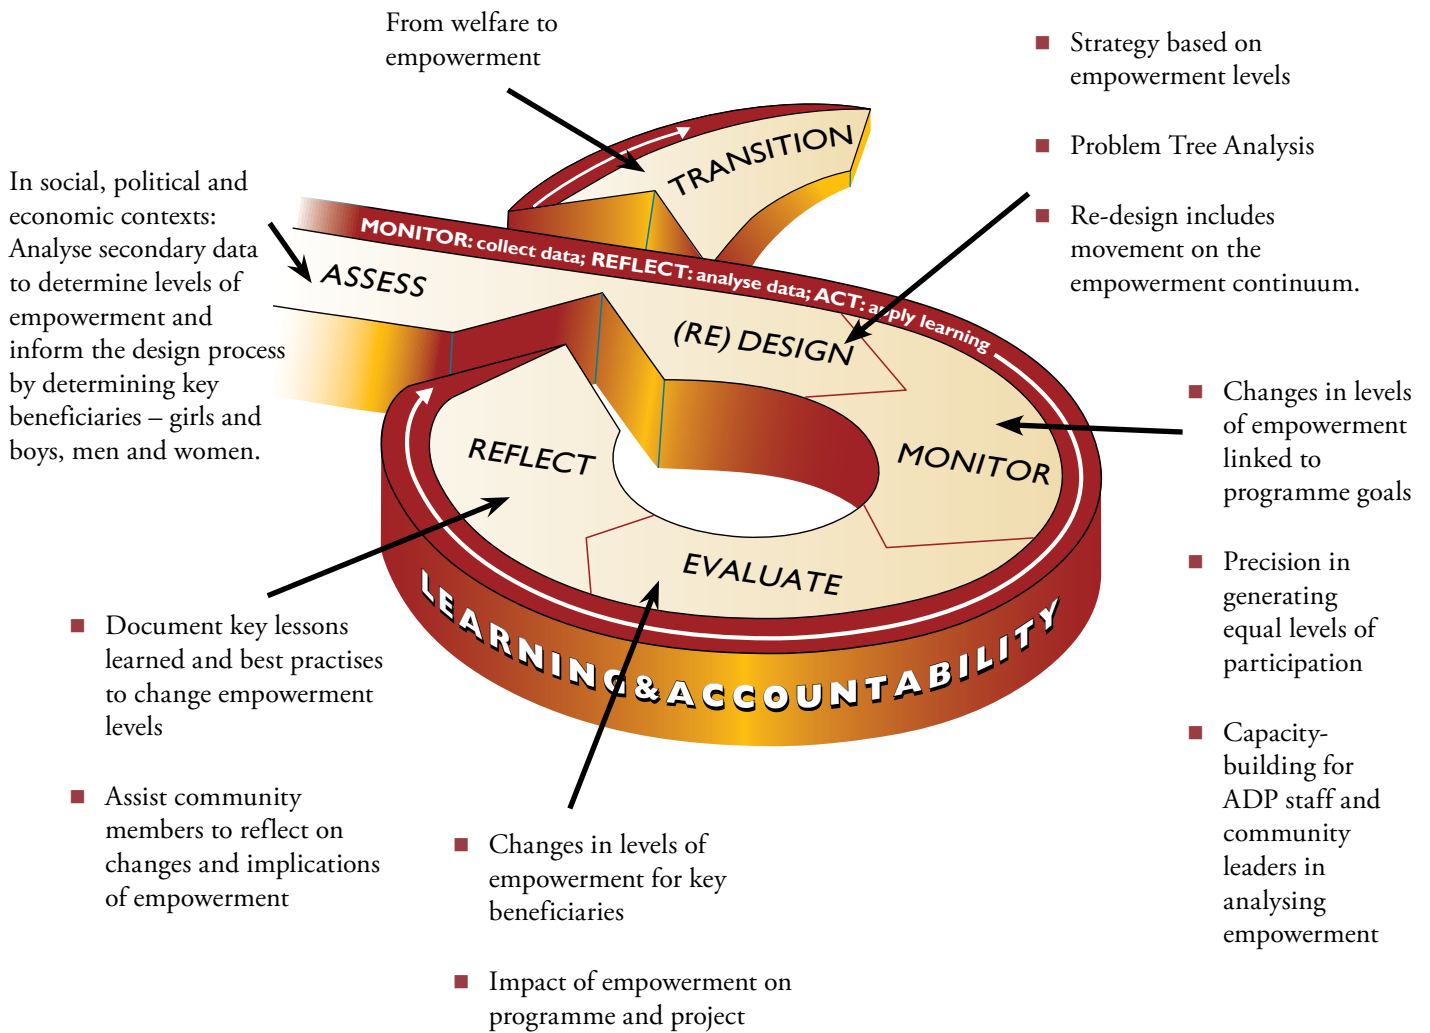 From welfare to
empowerment
In social, political and
economic contexts:
Analyse secondary data
to determine levels of
empowerment and
inform the design process
by determining key
beneficiaries – girls and
boys, men and women.
TRANSITION
MONITOR: collect data; REFLECT: analyse data; ACT: apply learning
ASSESS
(RE) DESIGN
MONITOR
EVALUATE
REFLECT
LEARNING & ACCOUNTABILITY
■ Strategy based on
empowerment levels
■ Problem Tree Analysis
■ Re-design includes
movement on the
empowerment continuum.
■ Changes in levels
of empowerment
linked to
programme goals
■ Precision in
generating
equal levels of
participation
■ Capacity-
building for
ADP staff and
community
leaders in
analysing
empowerment
■ Document key lessons
learned and best practises
to change empowerment
levels
■ Assist community
members to reflect on
changes and implications
of empowerment
■ Changes in levels of
empowerment for key
beneficiaries
■ Impact of empowerment on
programme and project